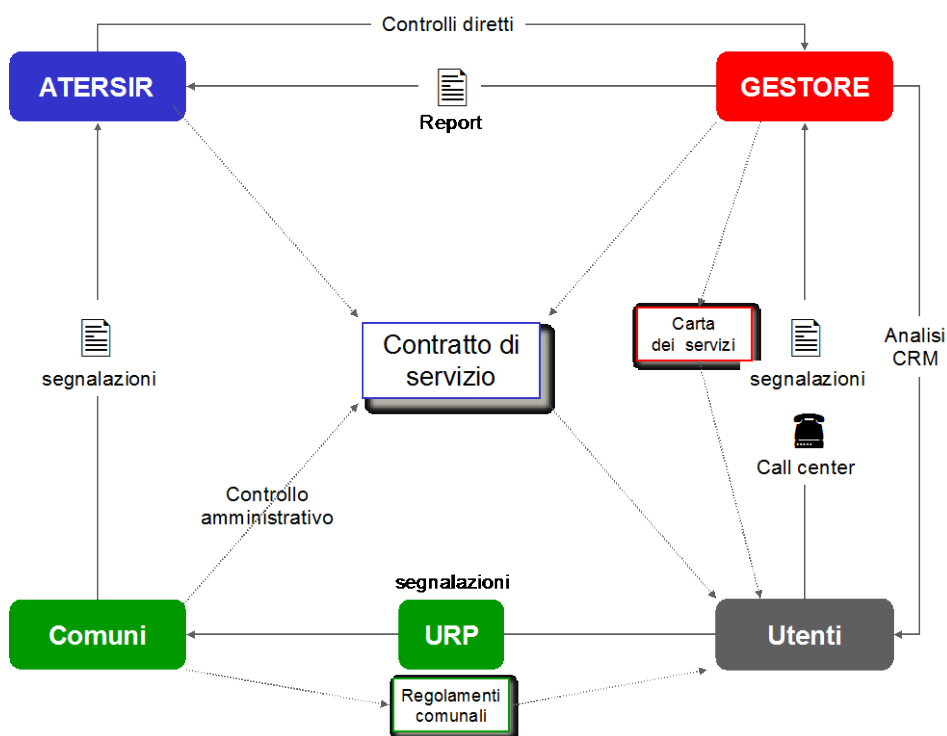 Controlli diretti
ATERSIR
GESTORE
Report
Carta
dei servizi
Contratto di
servizio
segnalazioni
segnalazioni
Analisi
CRM
Call center
Controllo
amministrativo
segnalazioni
Comuni
URP
Utenti
Regolamenti
comunali